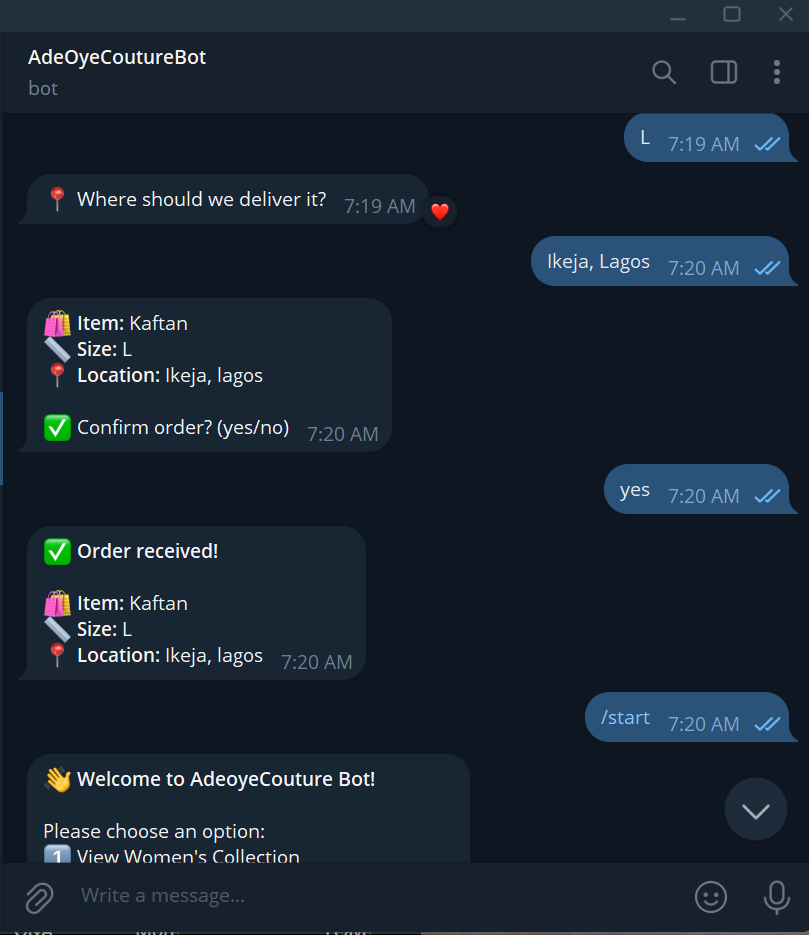 AdeOyeCoutureBot
bot
L 7:19 AM
Where should we deliver it? 7:19 AM
Ikeja, Lagos 7:20 AM
Item: Kaftan
Size: L
Location: Ikeja, lagos
Confirm order? (yes/no) 7:20 AM
yes 7:20 AM
Order received!
Item: Kaftan
Size: L
Location: Ikeja, lagos 7:20 AM
/start 7:20 AM
Welcome to AdeoyeCouture Bot!
Please choose an option:
1 View Women's Collection
Write a message...